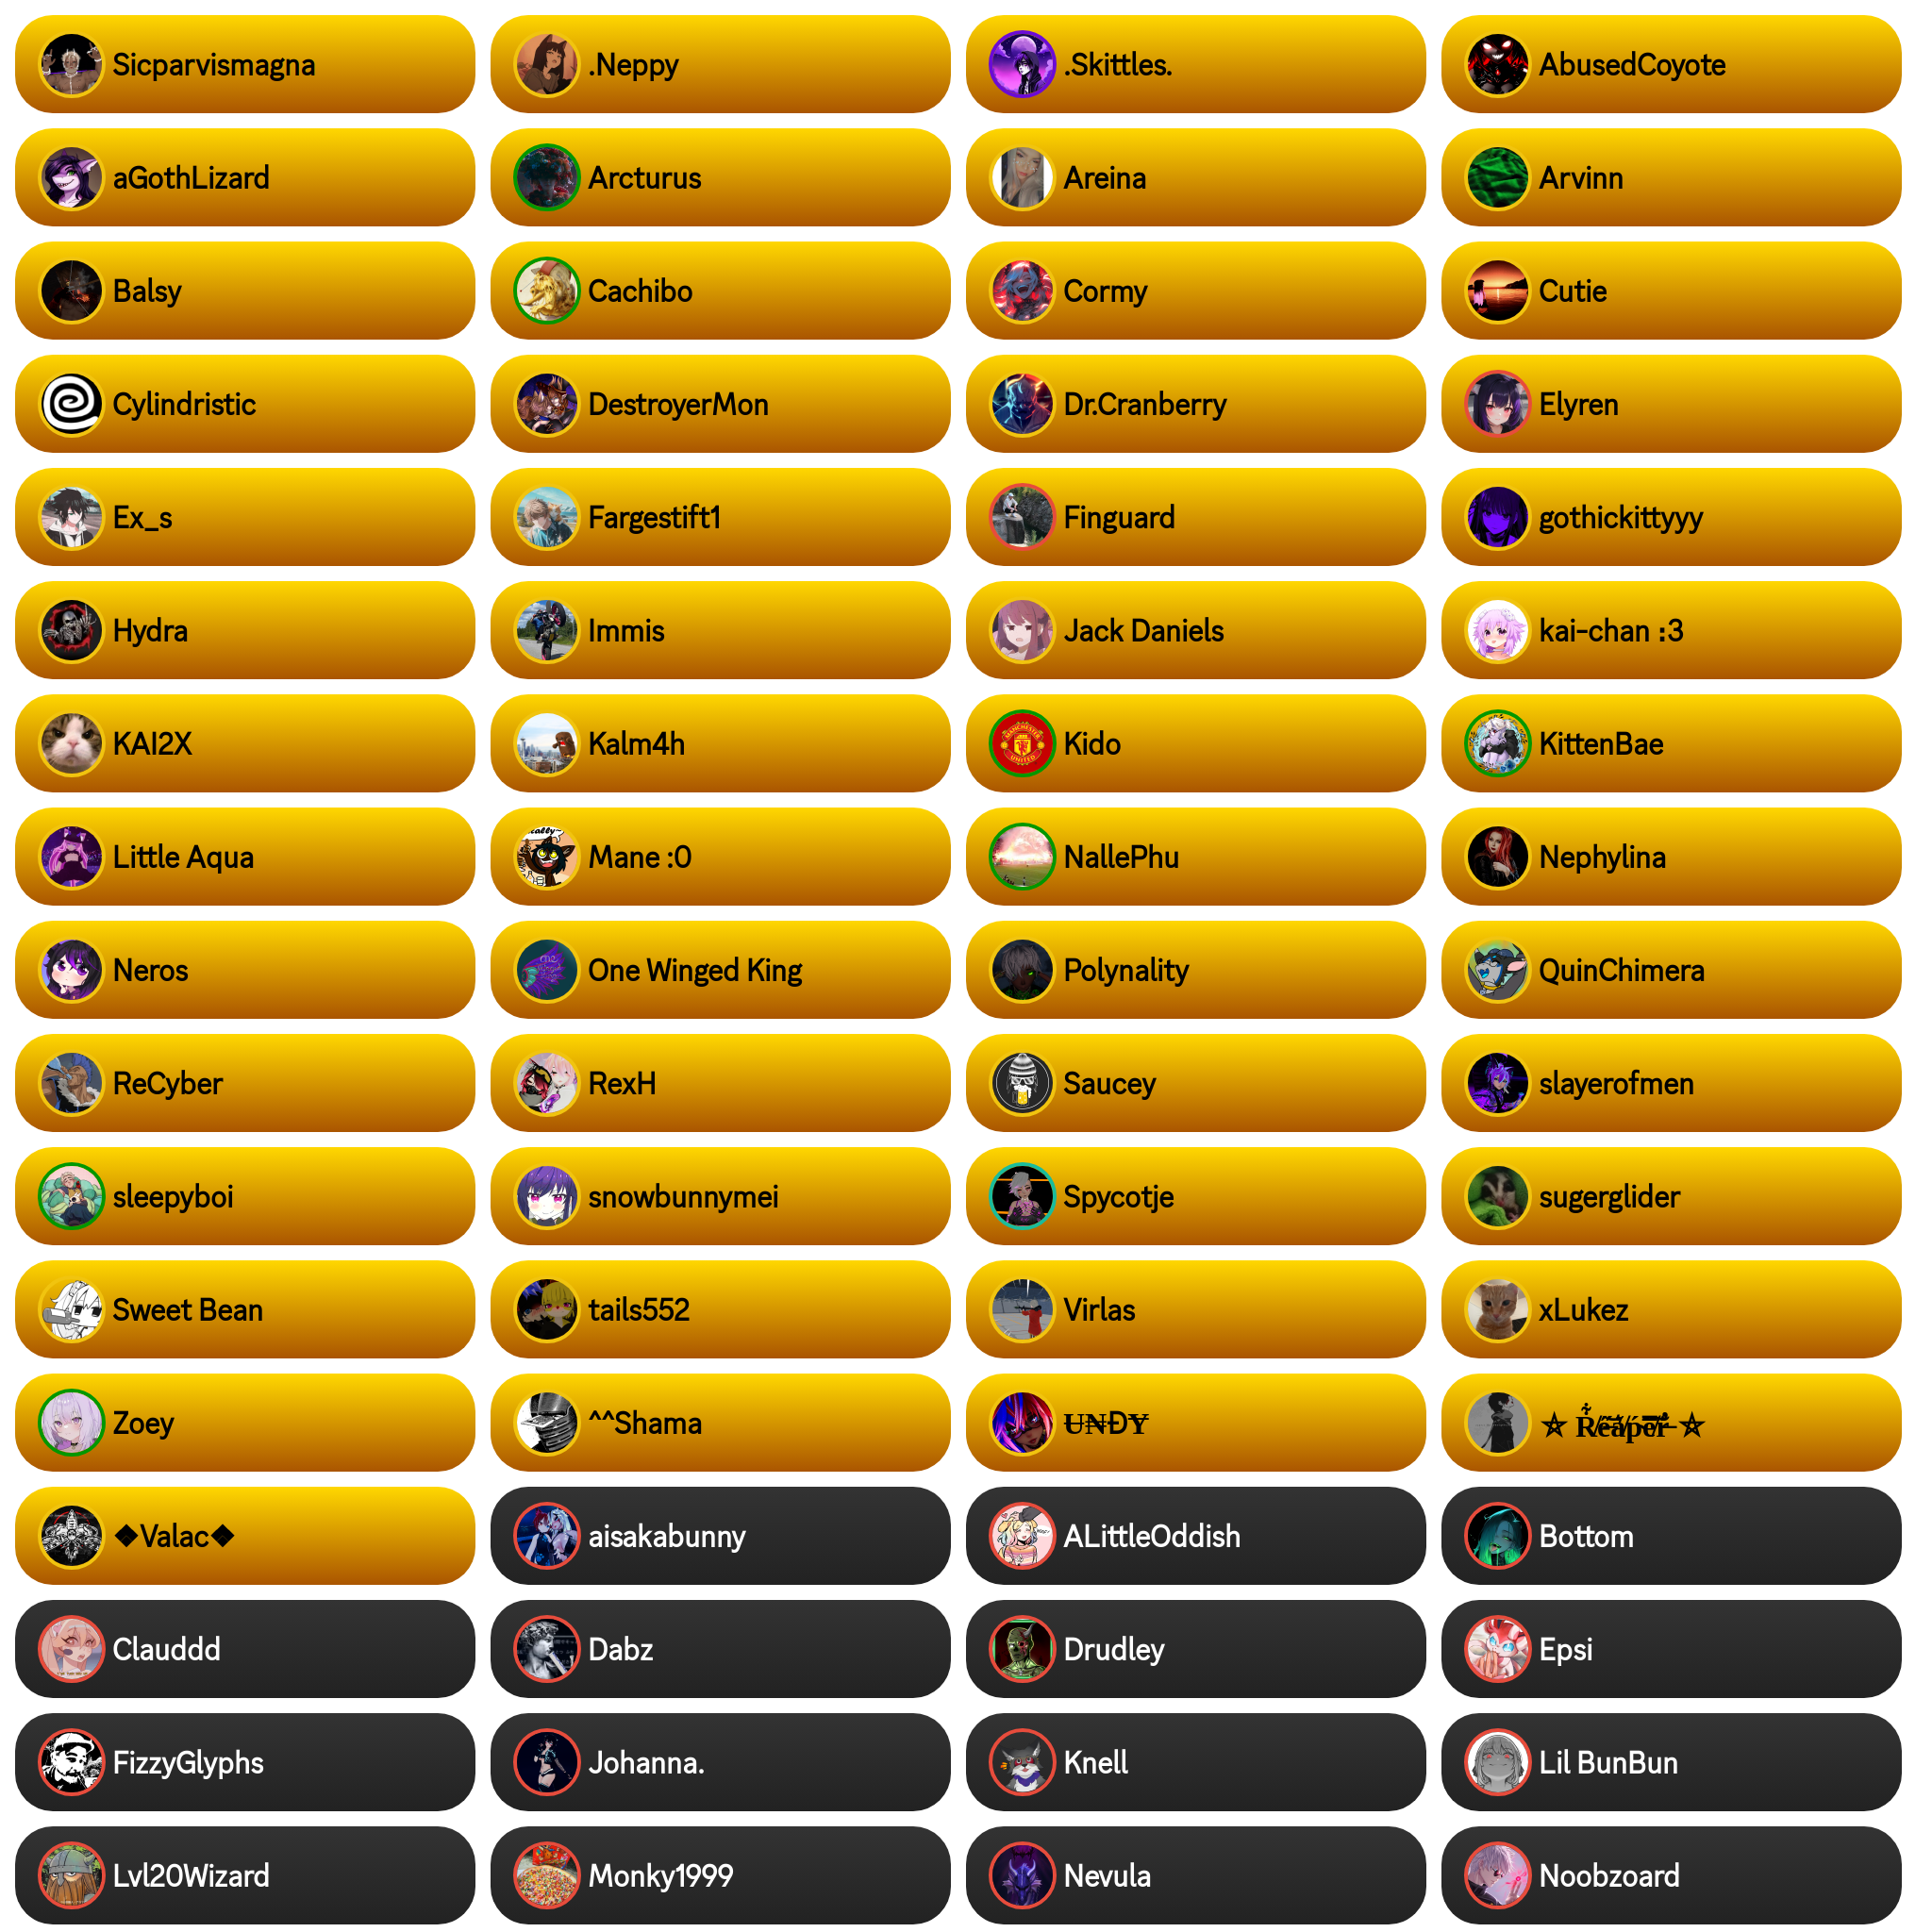 Sicparvismagna
.Neppy
.Skittles.
AbusedCoyote
aGothLizard
Arcturus
Areina
Arvinn
Balsy
Cachibo
Cormy
Cutie
Cylindristic
DestroyerMon
Dr.Cranberry
Elyren
Ex_s
Fargestift1
Finguard
gothickittyyy
Hydra
Immis
Jack Daniels
kai-chan :3
KAI2X
Kalm4h
Kido
KittenBae
Little Aqua
Mane :0
NallePhu
Nephylina
Neros
One Winged King
Polynality
QuinChimera
ReCyber
RexH
Saucey
slayerofmen
sleepyboi
snowbunnymei
Spycotje
sugerglider
Sweet Bean
tails552
Virlas
xLukez
Zoey
^^Shama
U̶N̶ĐY̶
⛤ Reaper ⛤
◆Valac◆
aisakabunny
ALittleOddish
Bottom
Clauddd
Dabz
Drudley
Epsi
FizzyGlyphs
Johanna.
Knell
Lil BunBun
Lvl20Wizard
Monky1999
Nevula
Noobzoard